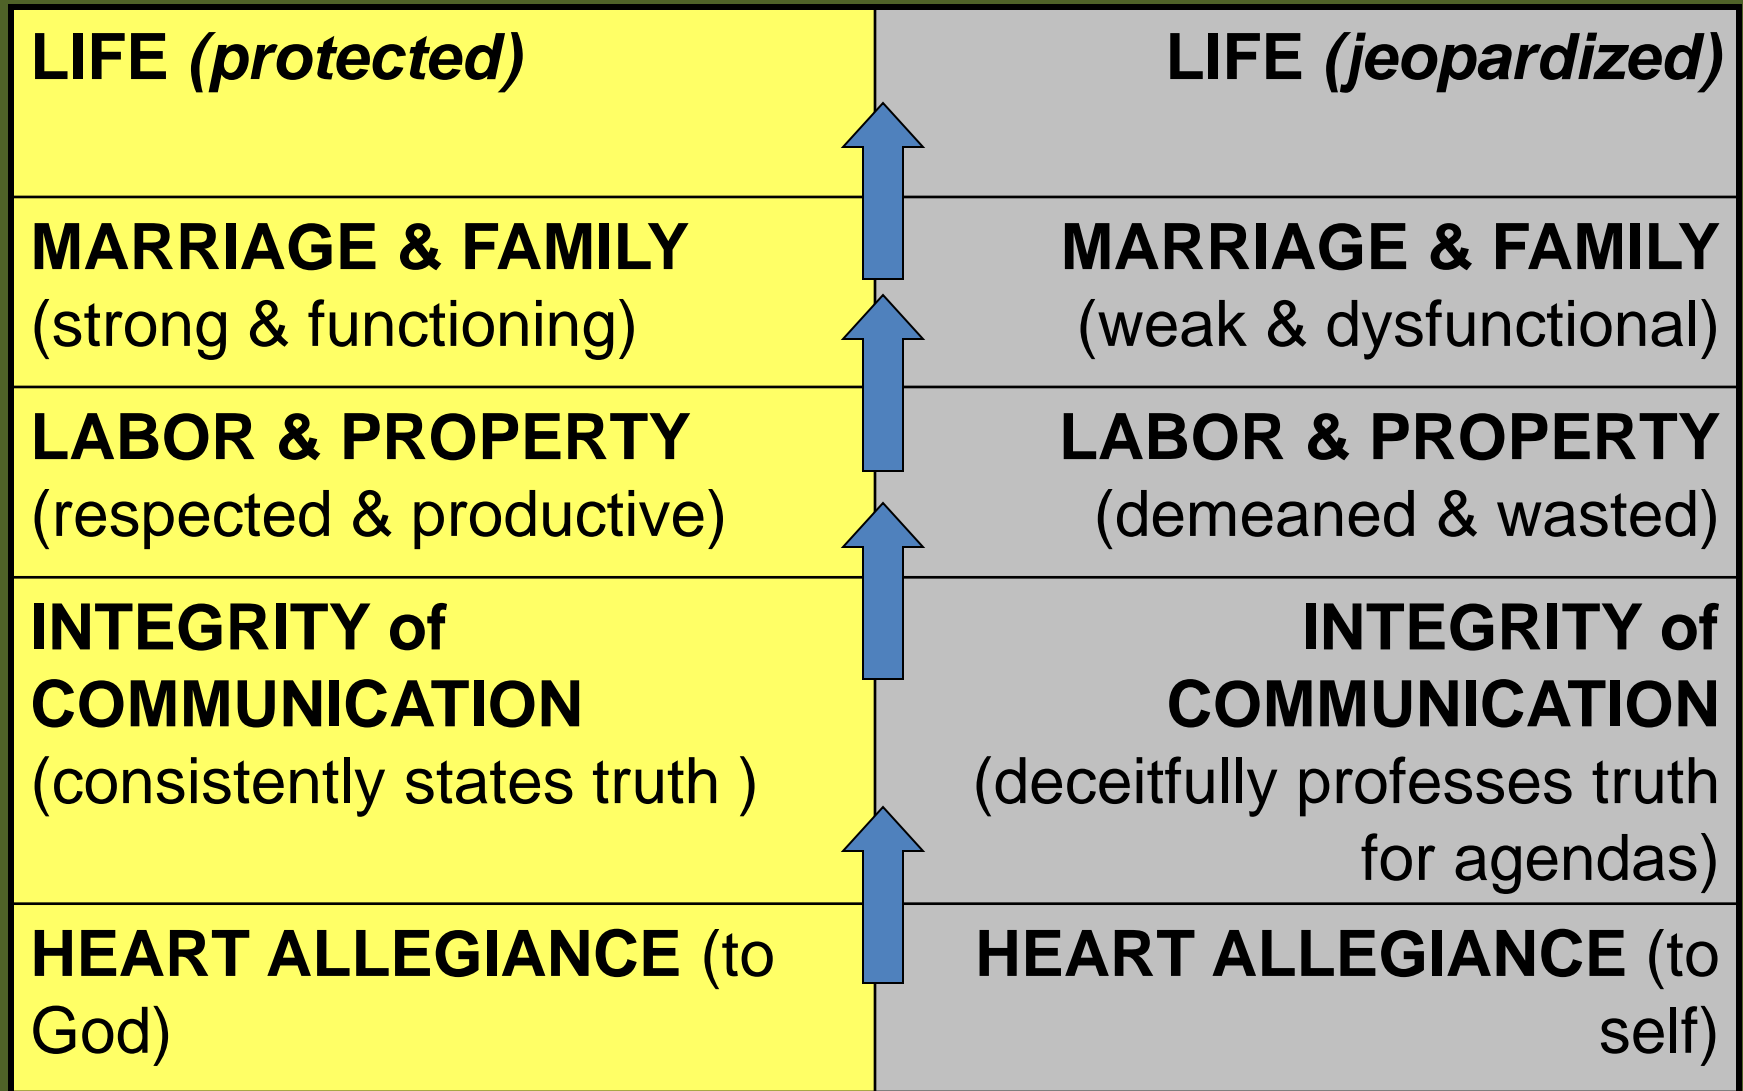 LIFE (protected)
LIFE (jeopardized)
MARRIAGE & FAMILY
(strong & functioning)
MARRIAGE & FAMILY
(weak & dysfunctional)
LABOR & PROPERTY
(respected & productive)
LABOR & PROPERTY
(demeaned & wasted)
INTEGRITY of
COMMUNICATION
(consistently states truth )
INTEGRITY of
COMMUNICATION
(deceitfully professes truth
for agendas)
HEART ALLEGIANCE (to
God)
HEART ALLEGIANCE (to
self)